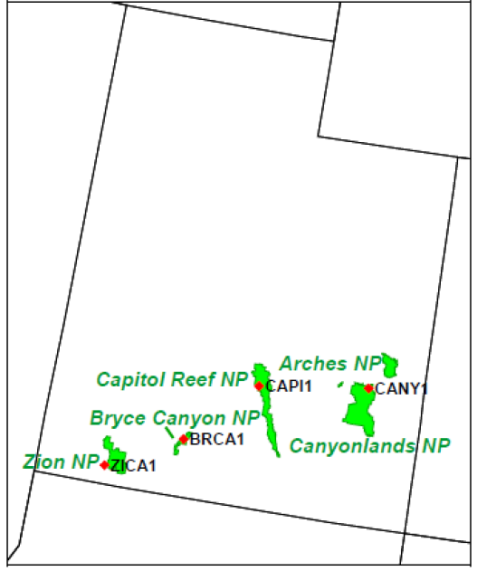 Arches NP
Capitol Reef NP
CAPI1
CANY1
Bryce Canyon NP
BRCA1
Canyonlands NP
Zion NP
ZICA1